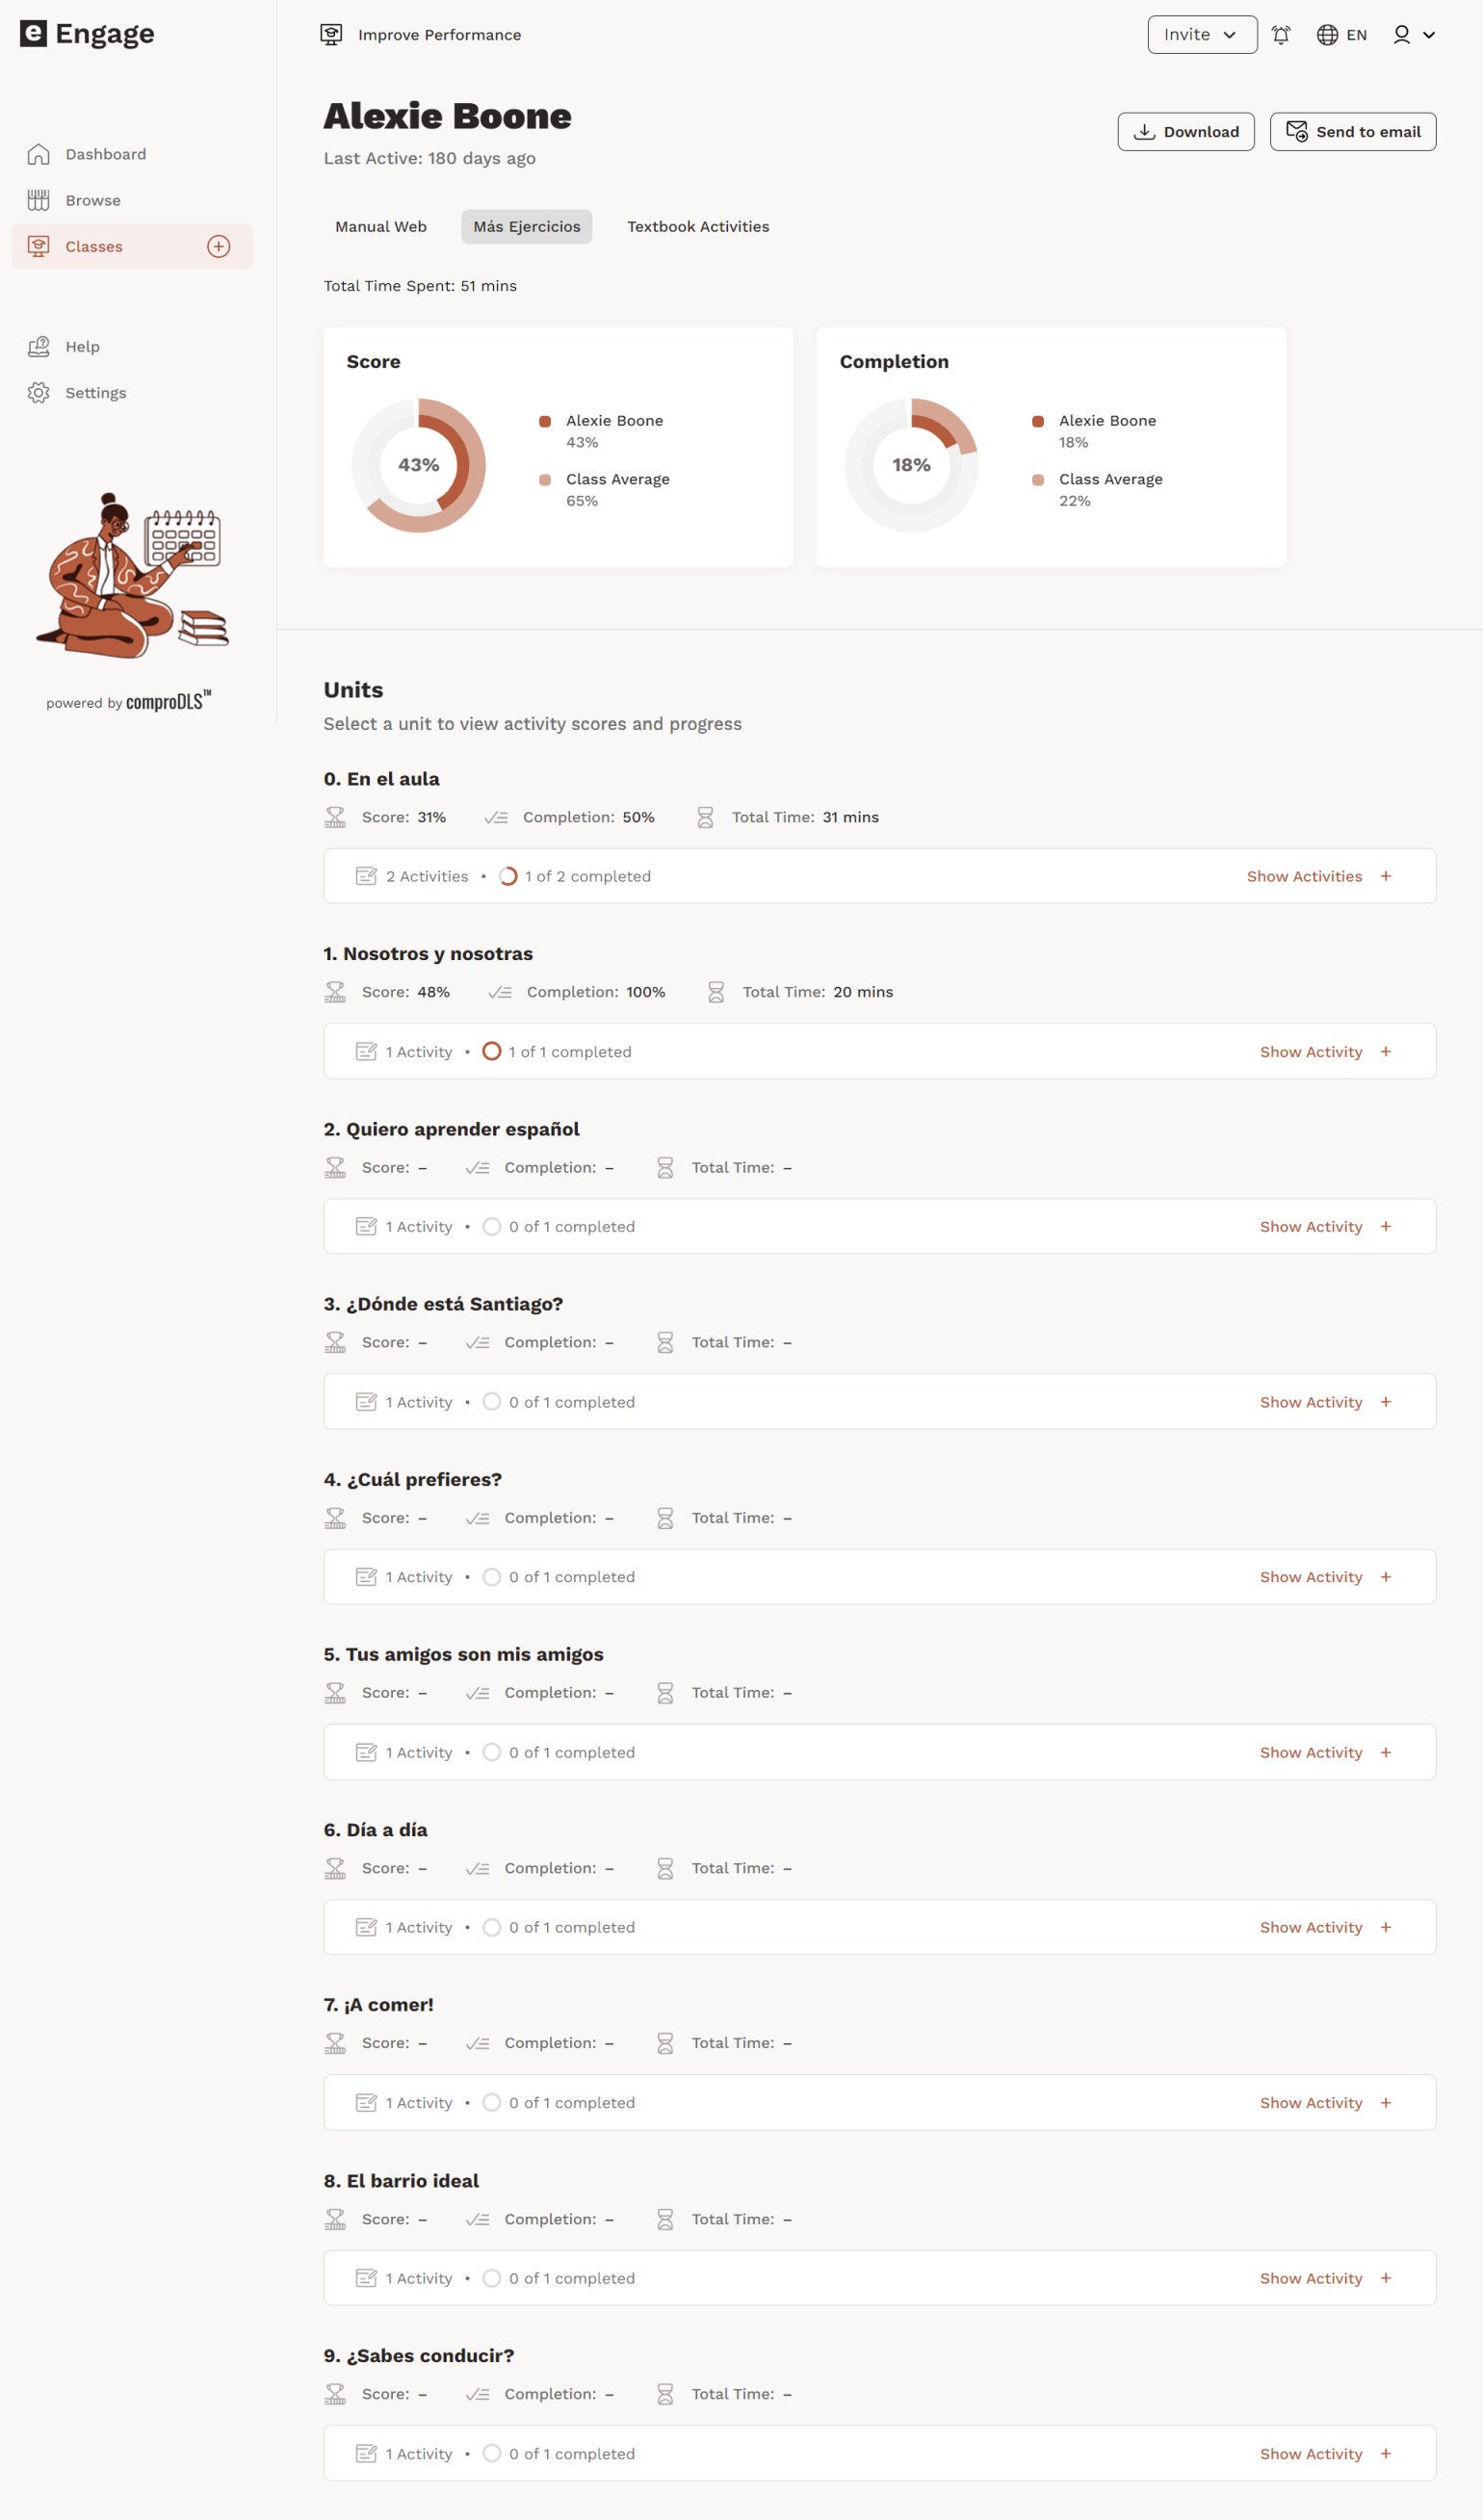 e Engage
Improve Performance
Invite
EN
Dashboard
Browse
Classes
Help
Settings
powered by comproDLS™
Alexie Boone
Last Active: 180 days ago
Download
Send to email
Manual Web
Más Ejercicios
Textbook Activities
Total Time Spent: 51 mins
Score
43%
Alexie Boone
43%
Class Average
65%
Completion
18%
Alexie Boone
18%
Class Average
22%
Units
Select a unit to view activity scores and progress
0. En el aula
Score: 31% Completion: 50% Total Time: 31 mins
2 Activities • 1 of 2 completed Show Activities +
1. Nosotros y nosotras
Score: 48% Completion: 100% Total Time: 20 mins
1 Activity • 1 of 1 completed Show Activity +
2. Quiero aprender español
Score: – Completion: – Total Time: –
1 Activity • 0 of 1 completed Show Activity +
3. ¿Dónde está Santiago?
Score: – Completion: – Total Time: –
1 Activity • 0 of 1 completed Show Activity +
4. ¿Cuál prefieres?
Score: – Completion: – Total Time: –
1 Activity • 0 of 1 completed Show Activity +
5. Tus amigos son mis amigos
Score: – Completion: – Total Time: –
1 Activity • 0 of 1 completed Show Activity +
6. Día a día
Score: – Completion: – Total Time: –
1 Activity • 0 of 1 completed Show Activity +
7. ¡A comer!
Score: – Completion: – Total Time: –
1 Activity • 0 of 1 completed Show Activity +
8. El barrio ideal
Score: – Completion: – Total Time: –
1 Activity • 0 of 1 completed Show Activity +
9. ¿Sabes conducir?
Score: – Completion: – Total Time: –
1 Activity • 0 of 1 completed Show Activity +